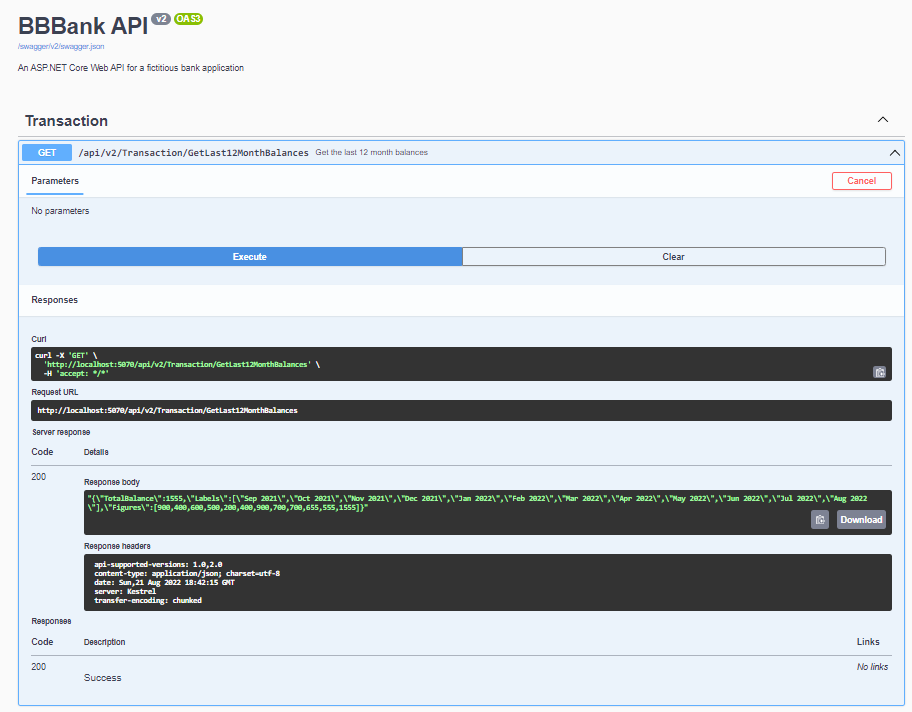 BBBank API v2 OAS3
/swagger/v2/swagger.json
An ASP.NET Core Web API for a fictitious bank application
Transaction
GET /api/v2/Transaction/GetLast12MonthBalances Get the last 12 month balances
Parameters Cancel
No parameters
Execute Clear
Responses
Curl
curl -X 'GET' \
'http://localhost:5070/api/v2/Transaction/GetLast12MonthBalances' \
-H 'accept: */*'
Request URL
http://localhost:5070/api/v2/Transaction/GetLast12MonthBalances
Server response
Code Details
200
Response body
"{\"TotalBalance\":1555,\"Labels\":[\"Sep 2021\",\"Oct 2021\",\"Nov 2021\",\"Dec 2021\",\"Jan 2022\",\"Feb 2022\",\"Mar 2022\",\"Apr 2022\",\"May 2022\",\"Jun 2022\",\"Jul 2022\",\"Aug 2022
\"],\"Figures\":[900,400,600,500,200,400,900,700,700,655,555,1555]}"
Download
Response headers
api-supported-versions: 1.0,2.0
content-type: application/json; charset=utf-8
date: Sun,21 Aug 2022 18:42:15 GMT
server: Kestrel
transfer-encoding: chunked
Responses
Code Description Links
200 No links
Success